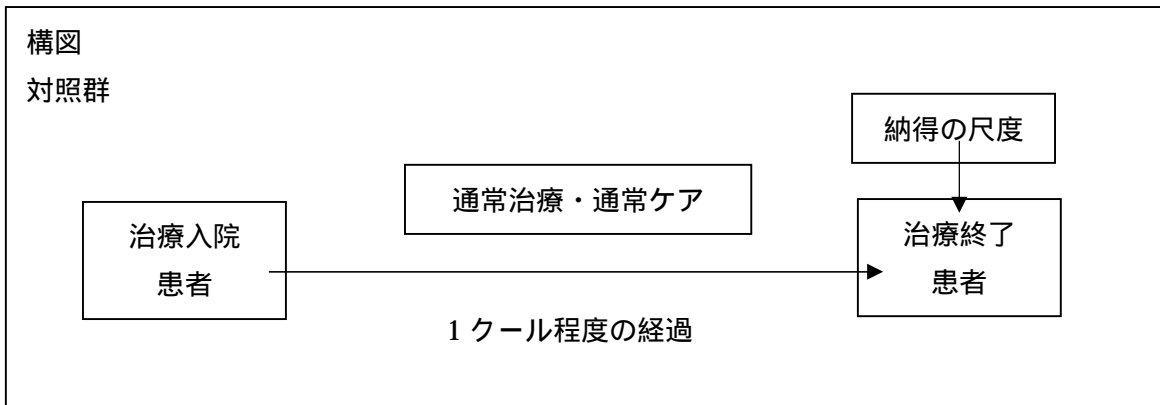 構図
対照群
納得の尺度
通常治療・通常ケア
治療入院
患者
治療終了
患者
1 クール程度の経過